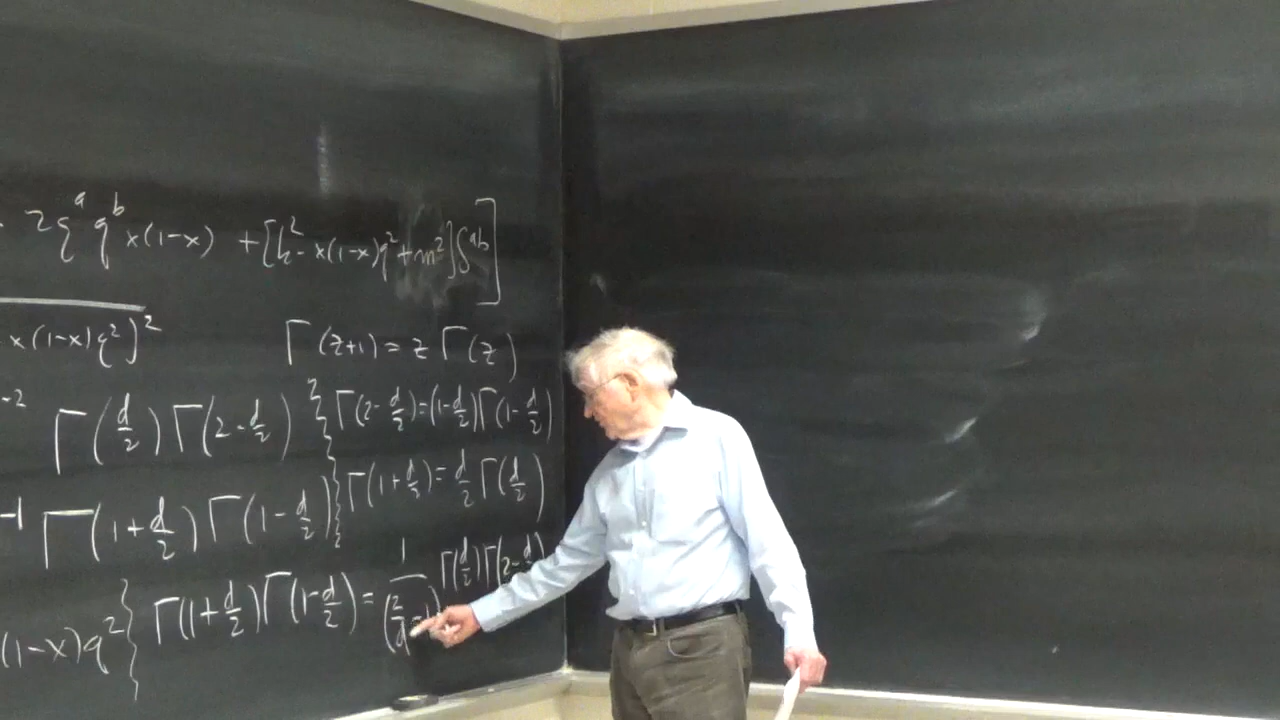 - 2q^a q^b x(1-x) + [k^2 - x(1-x)q^2 + m^2] δ^{ab} ]
x(1-x)q^2)^2
Γ(z+1) = z Γ(z)
-2 Γ(d/2) Γ(2-d/2) } Γ(2-d/2) = (1-d/2)Γ(1-d/2)
-1 Γ(1+d/2) Γ(1-d/2) } Γ(1+d/2) = d/2 Γ(d/2)
(1-x)q^2 } Γ(1+d/2)Γ(1-d/2) = 1/(2/d-1) Γ(d/2)Γ(2-d/2)